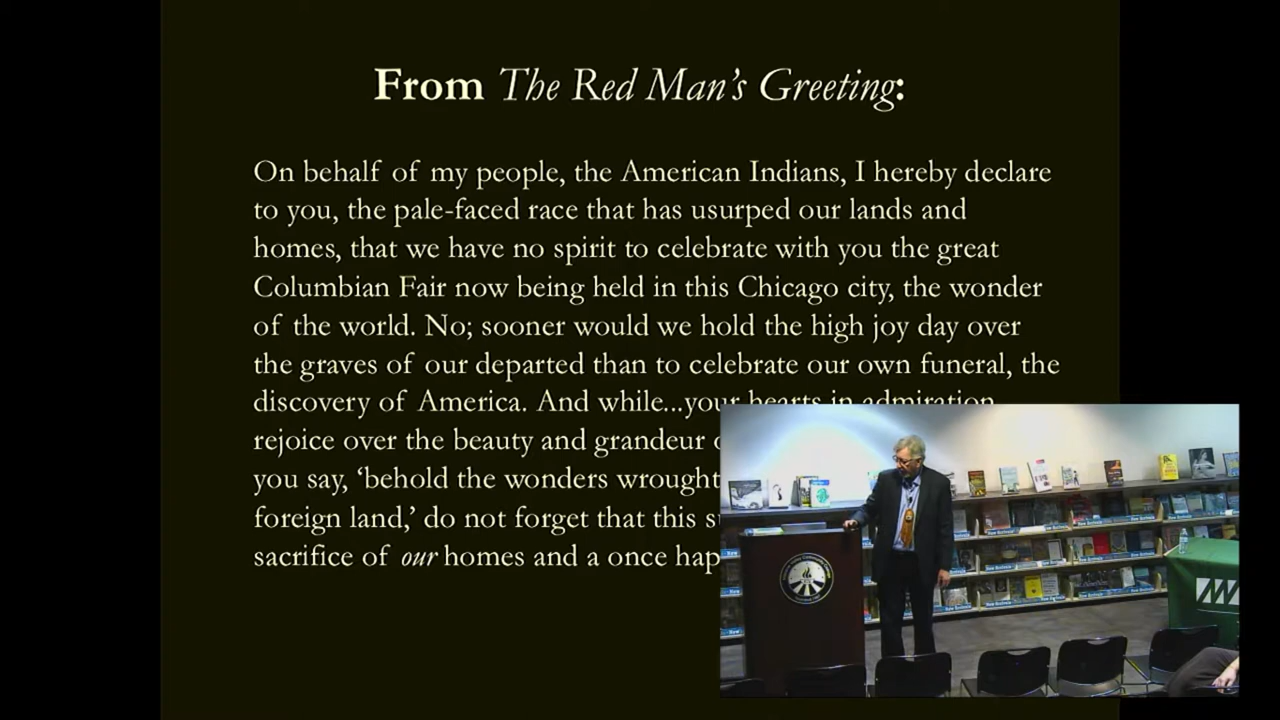 From The Red Man's Greeting:
On behalf of my people, the American Indians, I hereby declare
to you, the pale-faced race that has usurped our lands and
homes, that we have no spirit to celebrate with you the great
Columbian Fair now being held in this Chicago city, the wonder
of the world. No; sooner would we hold the high joy day over
the graves of our departed than to celebrate our own funeral, the
discovery of America. And while...your hearts in admiration
rejoice over the beauty and grandeur
you say, ‘behold the wonders wrought
foreign land,’ do not forget that this
sacrifice of our homes and a once